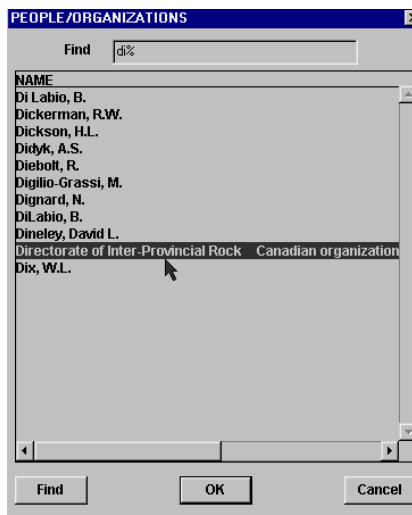 PEOPLE/ORGANIZATIONS
Find di%
NAME
Di Labio, B.
Dickerman, R.W.
Dickson, H.L.
Didyk, A.S.
Diebolt, R.
Digilio-Grassi, M.
Dignard, N.
DiLabio, B.
Dineley, David L.
Directorate of Inter-Provincial Rock Canadian organization
Dix, W.L.
Find OK Cancel